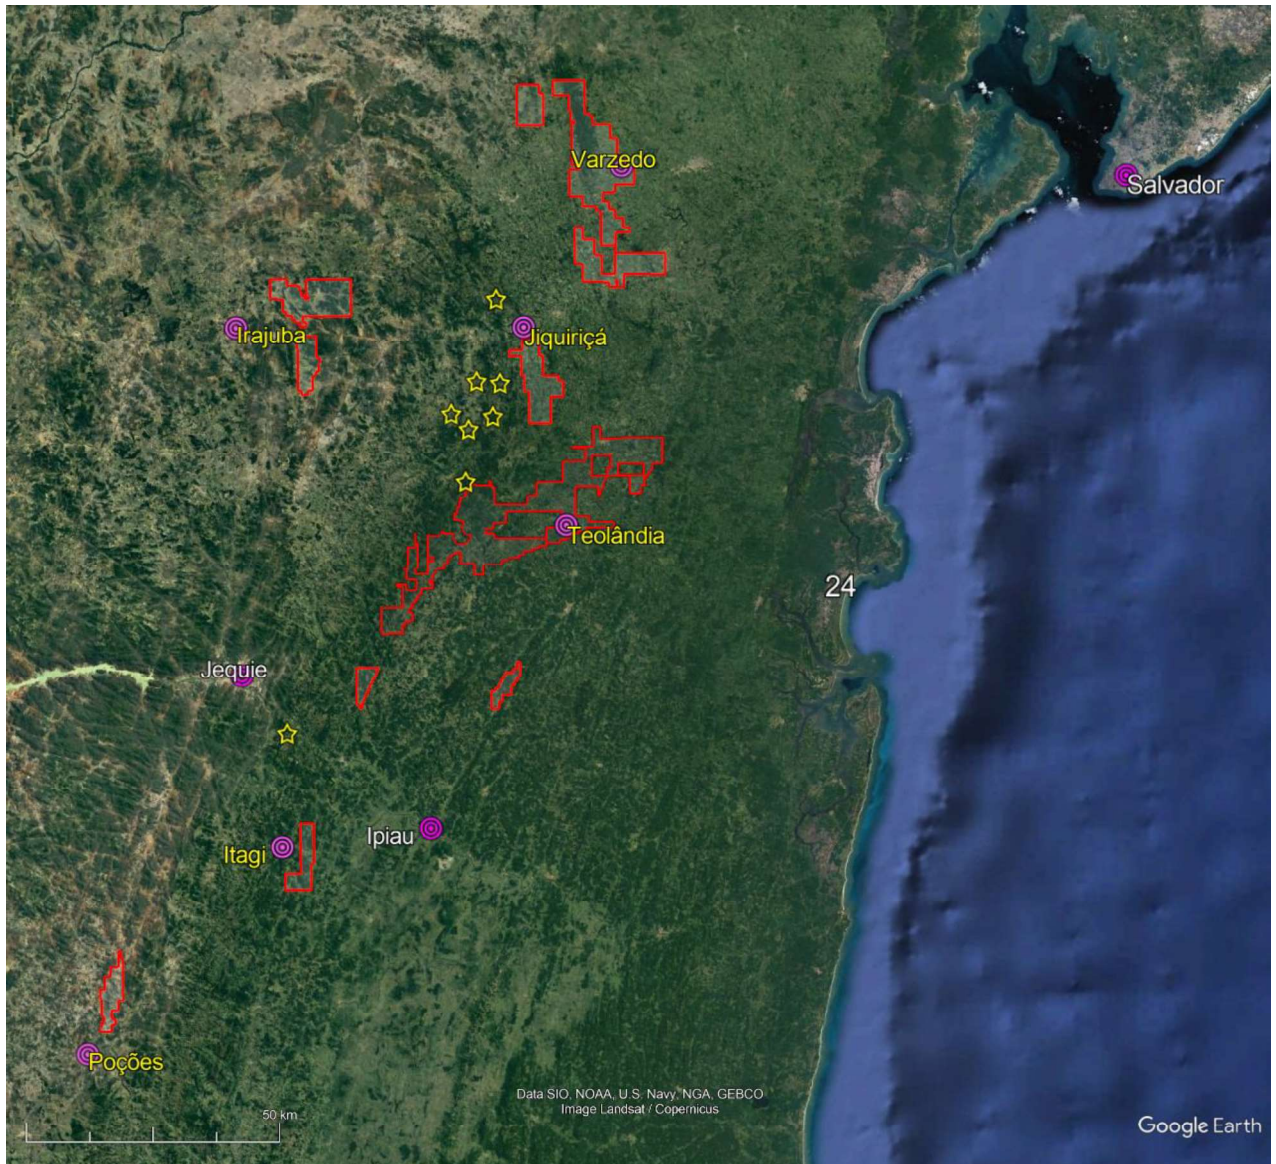 Varzedo
Salvador
Irajuba
Jiquiriçá
Teolândia
24
Jequie
Ipiau
Itagi
Poções
50 km
Data SIO, NOAA, U.S. Navy, NGA, GEBCO
Image Landsat / Copernicus
Google Earth